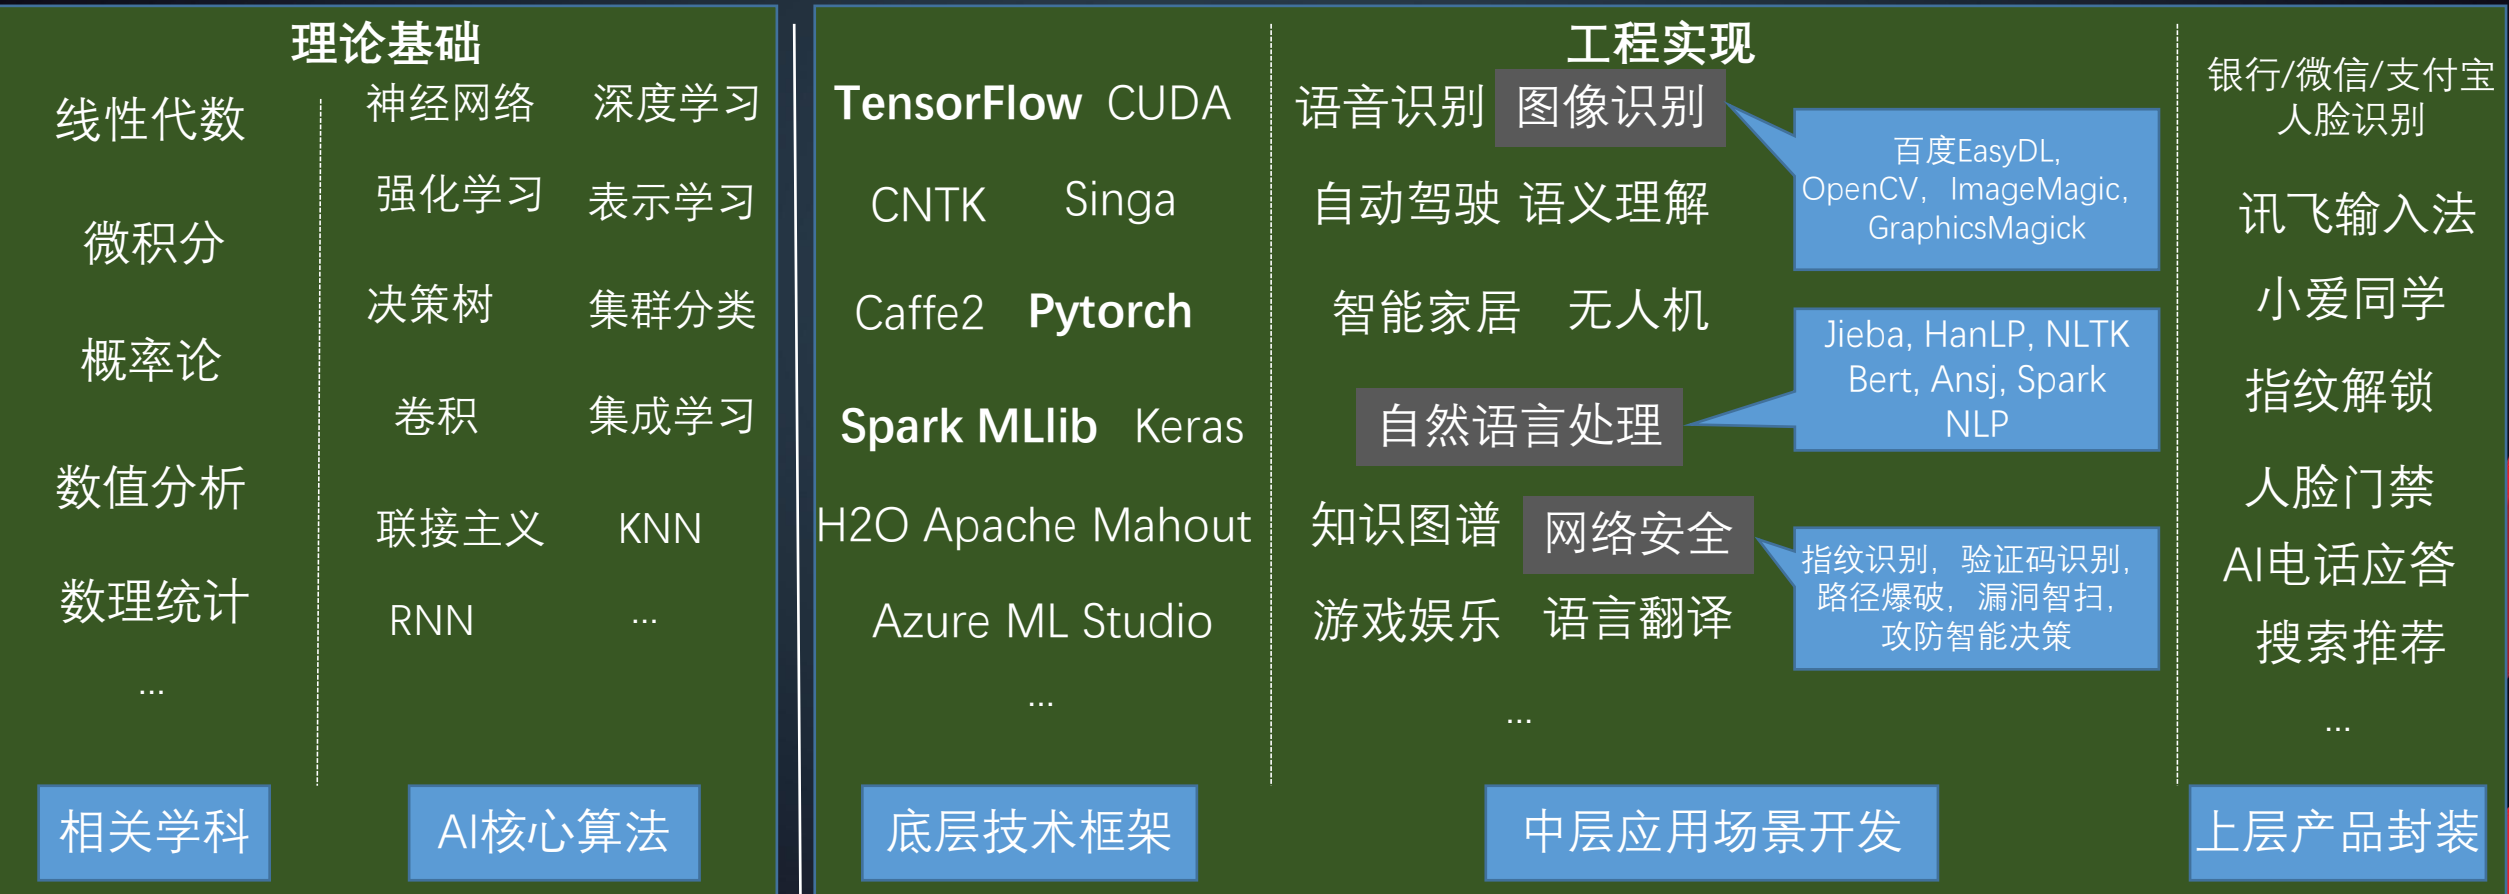 理论基础
线性代数
微积分
概率论
数值分析
数理统计
...
相关学科
神经网络 深度学习
强化学习 表示学习
决策树 集群分类
卷积 集成学习
联接主义 KNN
RNN ...
AI核心算法
工程实现
TensorFlow CUDA
CNTK Singa
Caffe2 Pytorch
Spark MLlib Keras
H2O Apache Mahout
Azure ML Studio
...
底层技术框架
语音识别 图像识别
自动驾驶 语义理解
智能家居 无人机
自然语言处理
知识图谱 网络安全
游戏娱乐 语言翻译
...
百度EasyDL,
OpenCV, ImageMagic,
GraphicsMagick
Jieba, HanLP, NLTK
Bert, Ansj, Spark
NLP
指纹识别, 验证码识别,
路径爆破, 漏洞智扫,
攻防智能决策
中层应用场景开发
银行/微信/支付宝
人脸识别
讯飞输入法
小爱同学
指纹解锁
人脸门禁
AI电话应答
搜索推荐
...
上层产品封装